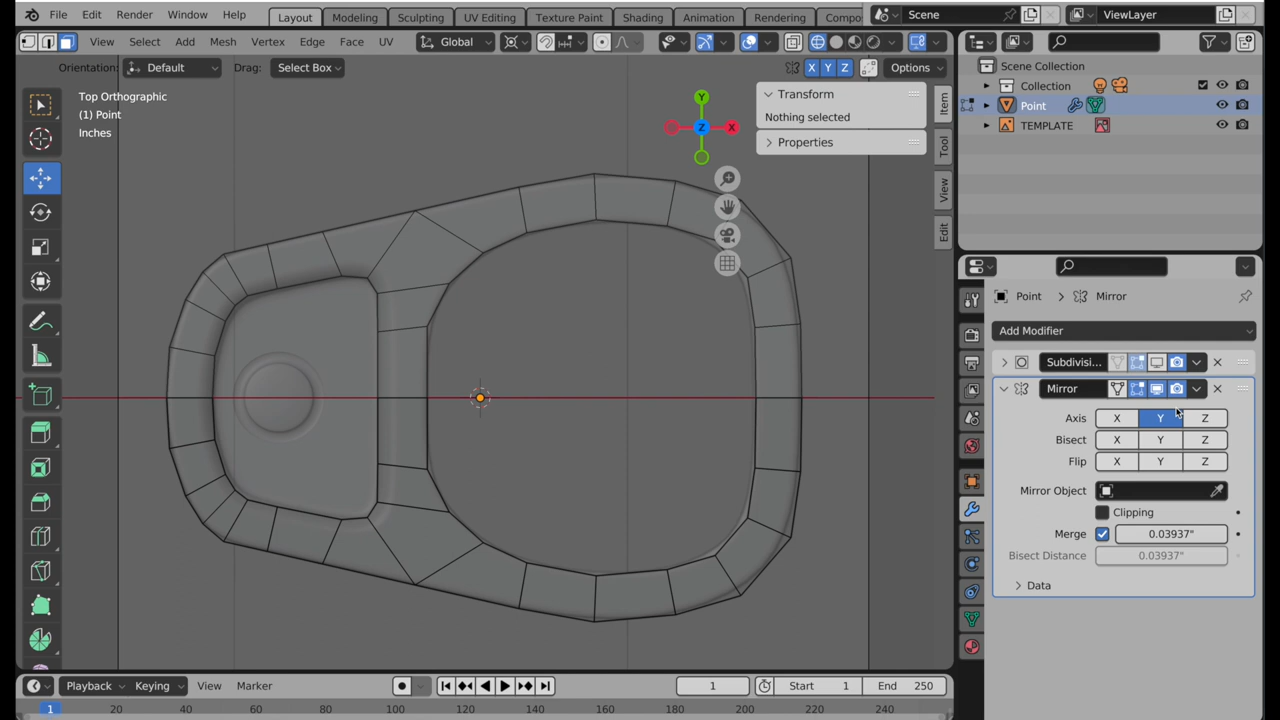 File Edit Render Window Help Layout Modeling Sculpting UV Editing Texture Paint Shading Animation Rendering Compo Scene ViewLayer
View Select Add Mesh Vertex Edge Face UV Global
Orientation: Default Drag: Select Box X Y Z Options
Top Orthographic
(1) Point
Inches
Y
Z
X
Transform
Nothing selected
Properties
Item
Tool
View
Edit
Scene Collection
Collection
Point
TEMPLATE
Point > Mirror
Add Modifier
Subdivisi...
Mirror
Axis X Y Z
Bisect X Y Z
Flip X Y Z
Mirror Object
Clipping
Merge 0.03937"
Bisect Distance 0.03937"
Data
Playback Keying View Marker 1 Start 1 End 250
1 20 40 60 80 100 120 140 160 180 200 220 240